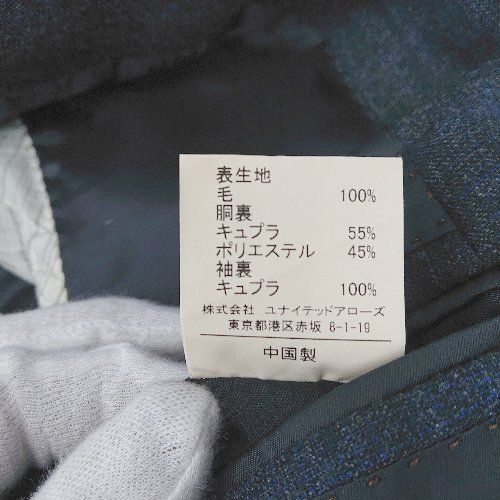 表生地
毛 100%
胴裏
キュプラ 55%
ポリエステル 45%
袖裏
キュプラ 100%
株式会社 ユナイテッドアローズ
東京都港区赤坂 8-1-19
中国製